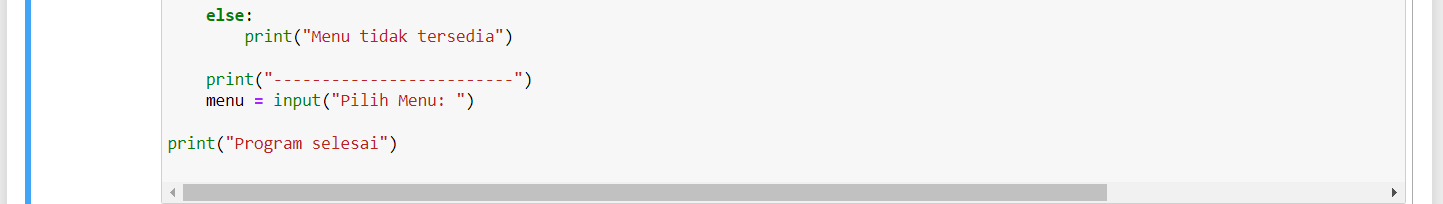 else:
print("Menu tidak tersedia")
print("-------------------------")
menu = input("Pilih Menu: ")
print("Program selesai")